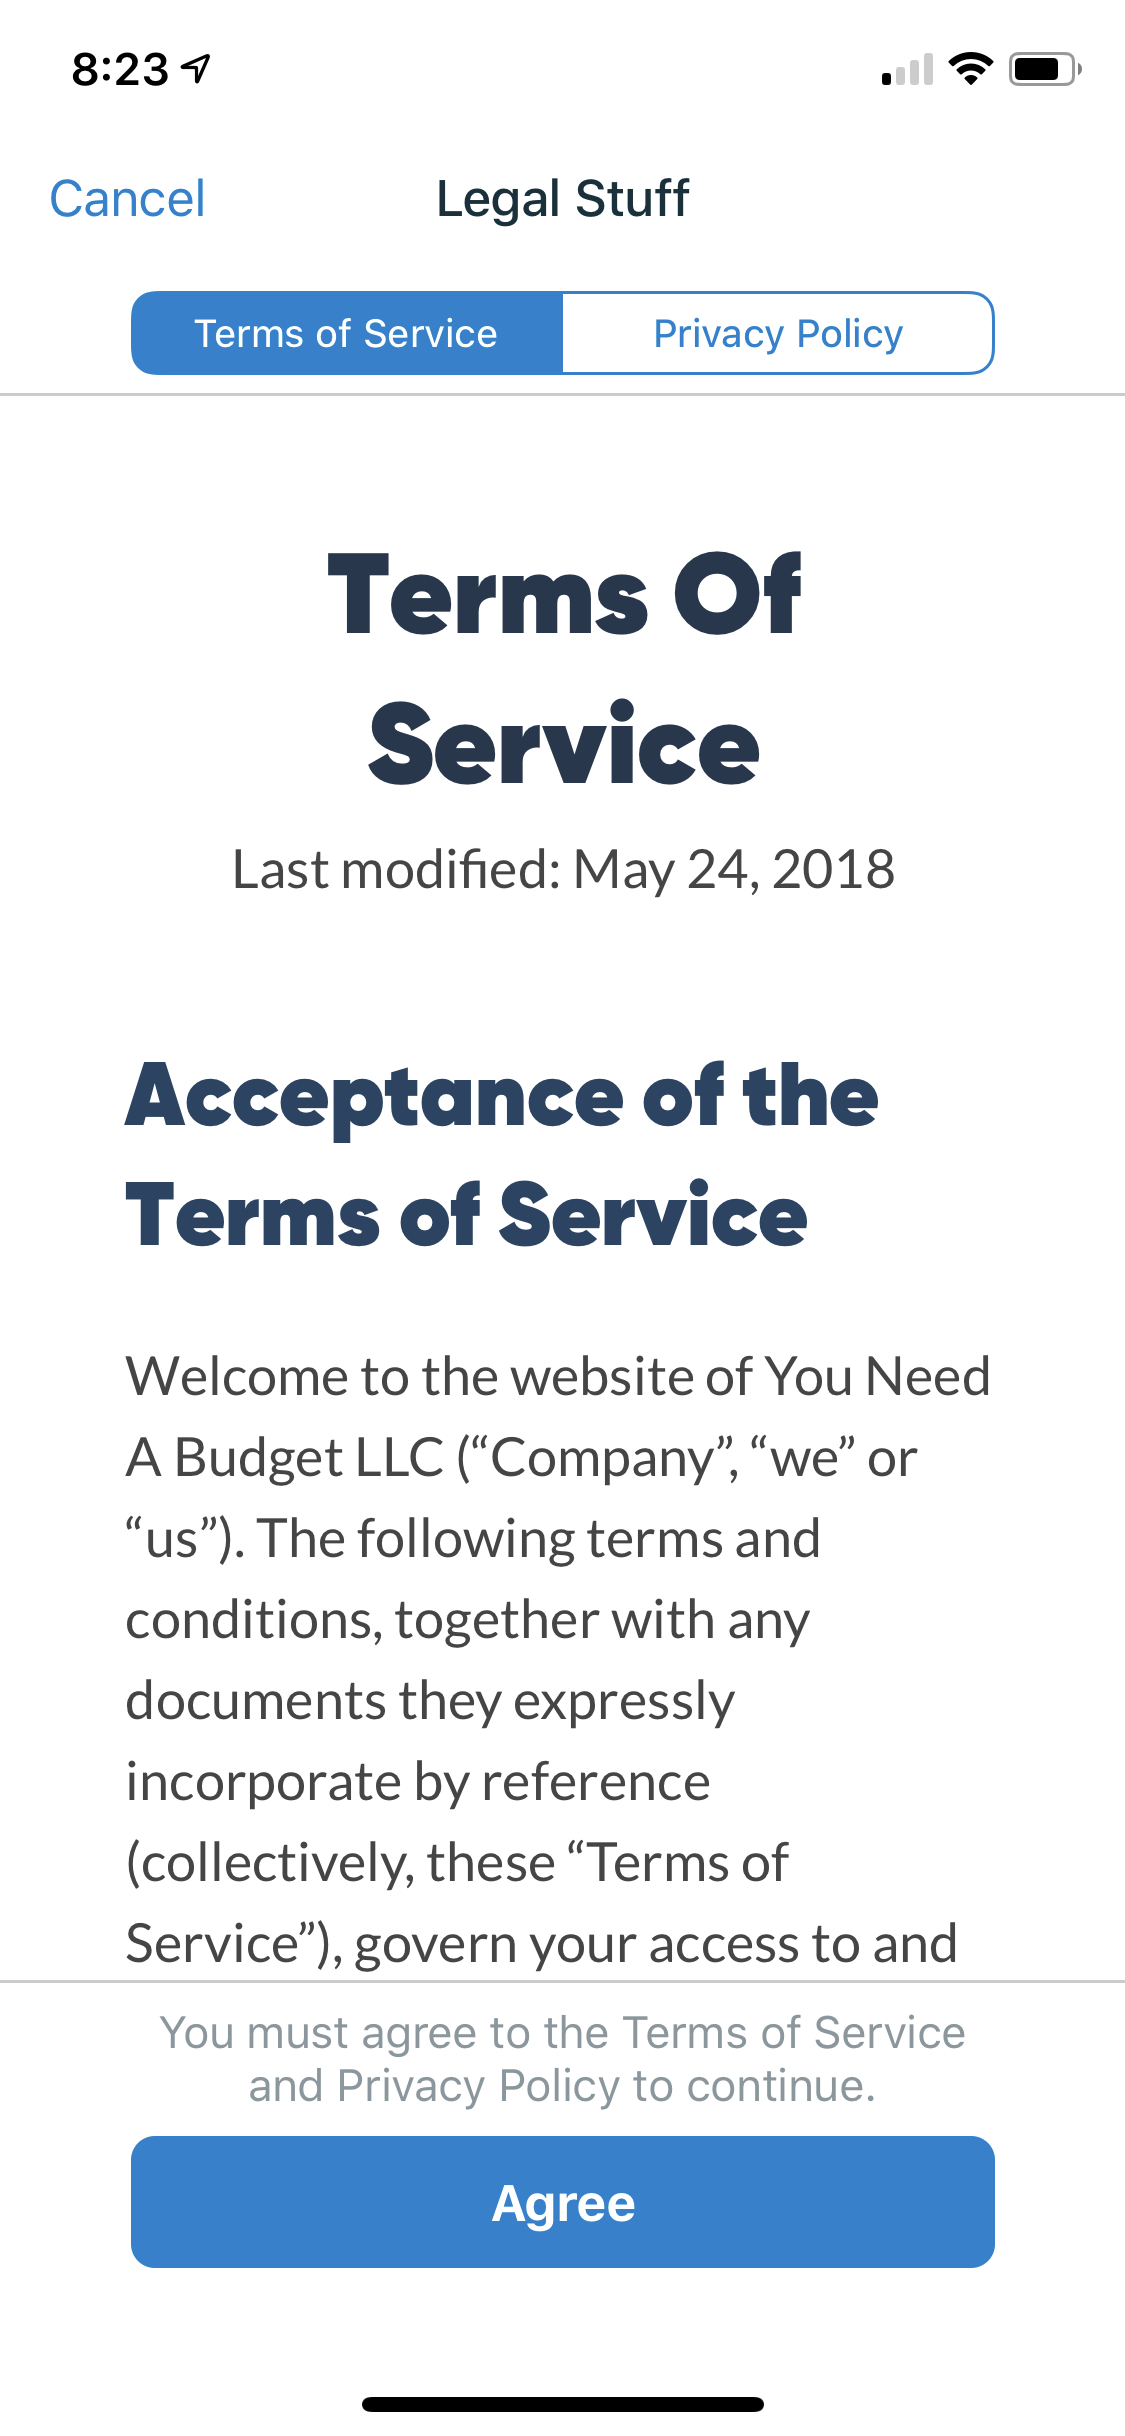 8:23
Cancel
Legal Stuff
Terms of Service
Privacy Policy
Terms Of
Service
Last modified: May 24, 2018
Acceptance of the
Terms of Service
Welcome to the website of You Need
A Budget LLC (“Company”, “we” or
“us”). The following terms and
conditions, together with any
documents they expressly
incorporate by reference
(collectively, these “Terms of
Service”), govern your access to and
You must agree to the Terms of Service
and Privacy Policy to continue.
Agree